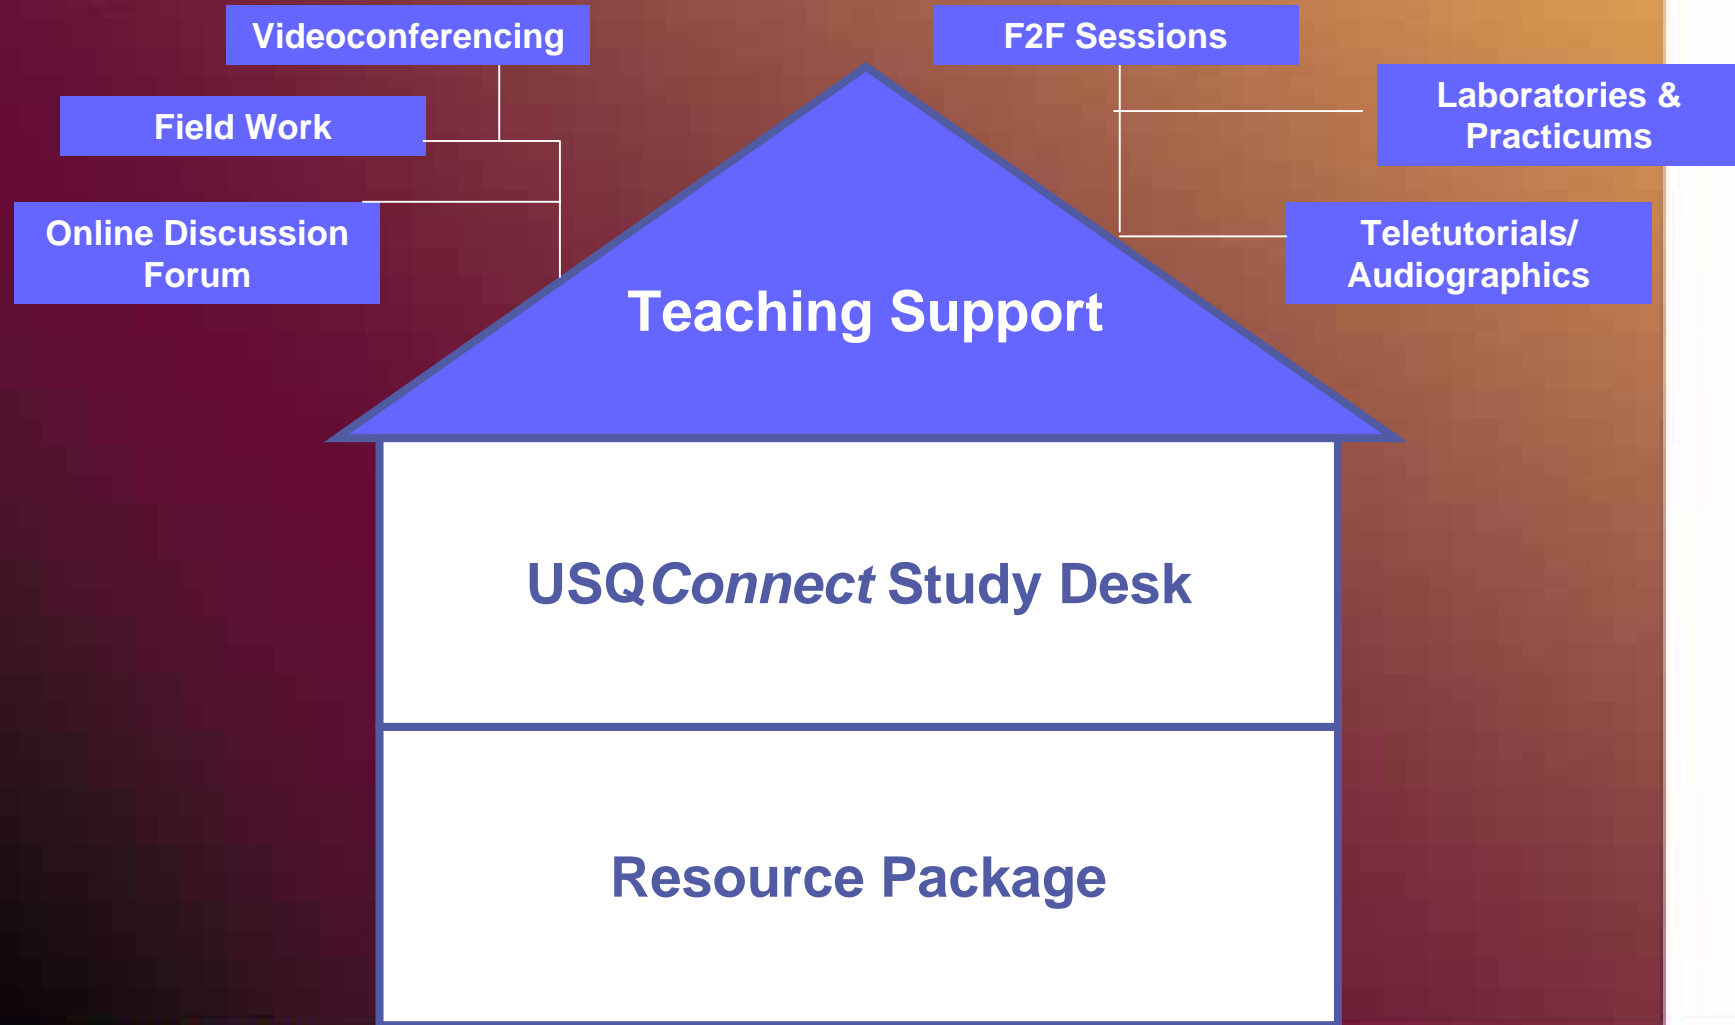 Videoconferencing
F2F Sessions
Laboratories &
Practicums
Field Work
Online Discussion
Forum
Teletutorials/
Audiographics
Teaching Support
USQConnect Study Desk
Resource Package